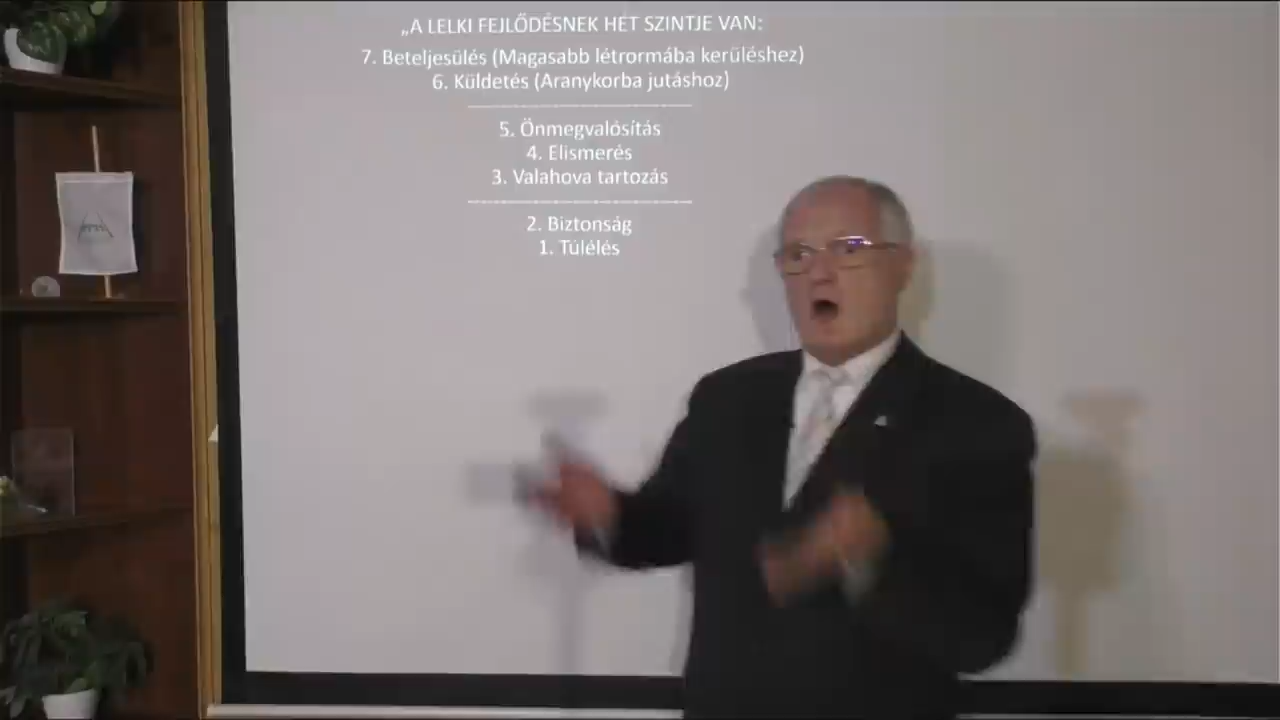 „A LELKI FEJLŐDÉSNEK HÉT SZINTJE VAN:
7. Beteljesülés (Magasabb létrormába kerüléshez)
6. Küldetés (Aranykorba jutáshoz)
5. Önmegvalósítás
4. Elismerés
3. Valahova tartozás
2. Biztonság
1. Túlélés